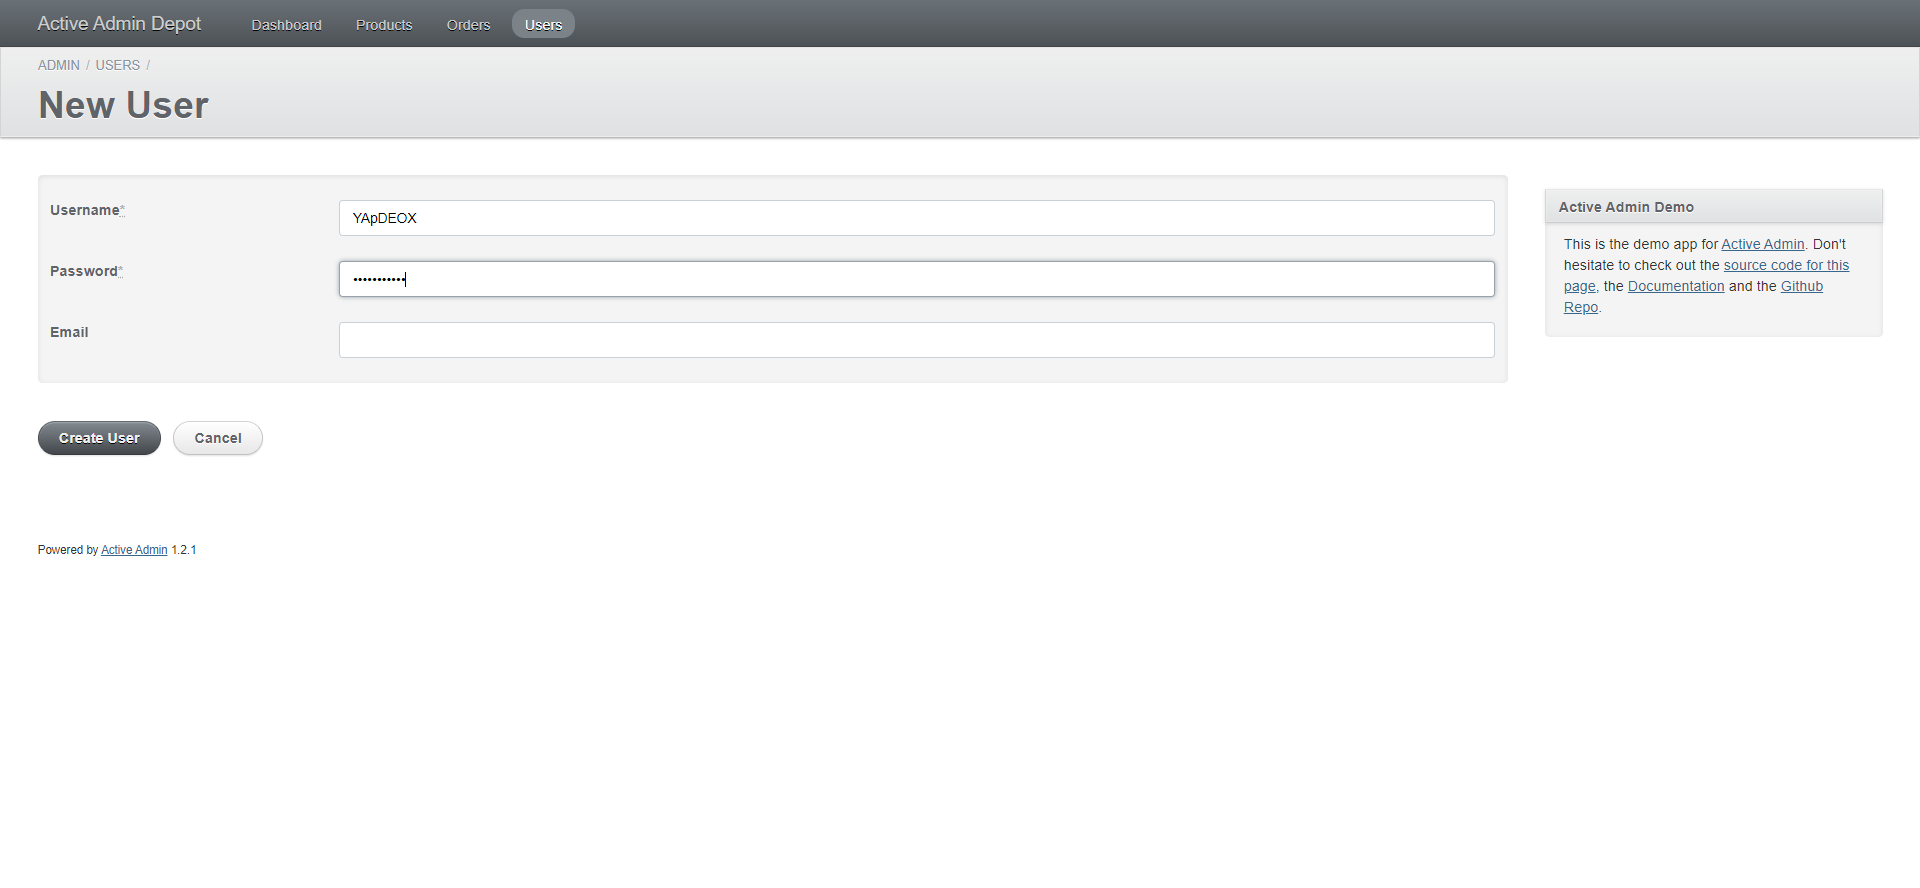 Active Admin Depot Dashboard Products Orders Users
ADMIN / USERS /
New User
Username*
YApDEOX
Password*
•••••••••••
Email
Create User Cancel
Active Admin Demo
This is the demo app for Active Admin. Don't
hesitate to check out the source code for this
page, the Documentation and the Github
Repo.
Powered by Active Admin 1.2.1